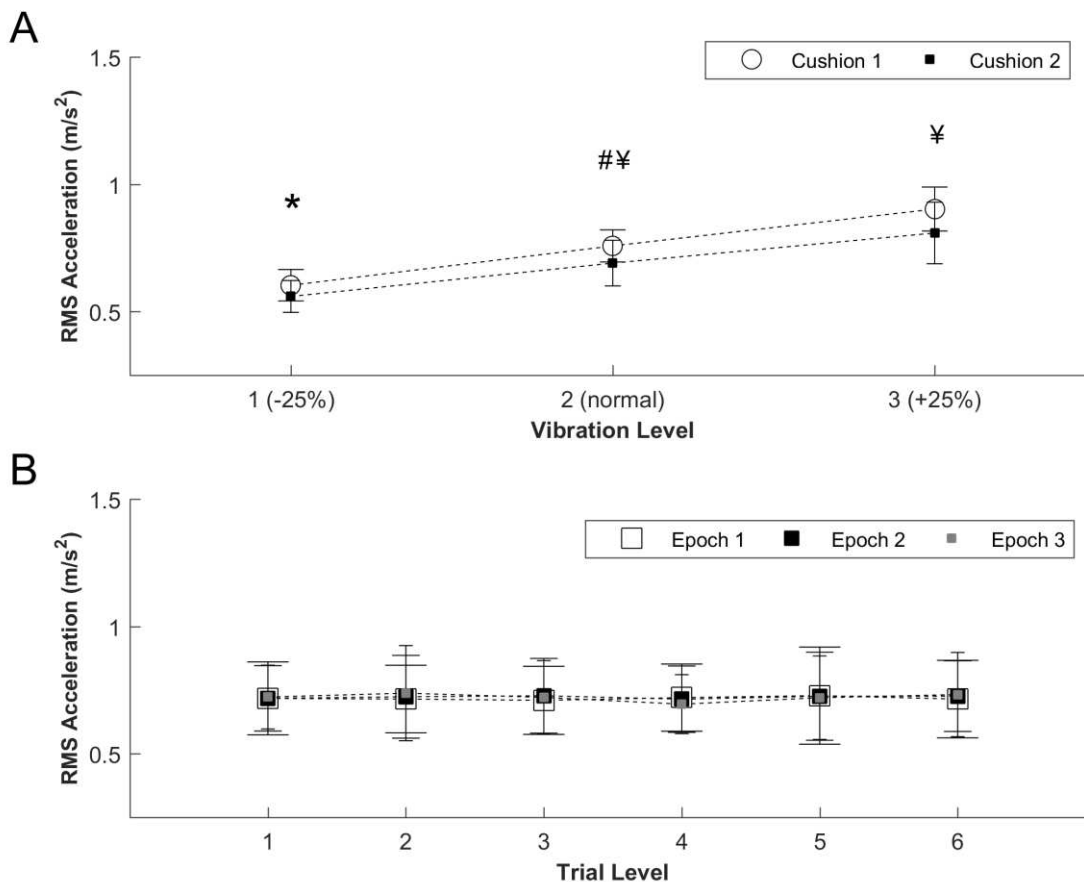 A
1.5
1
0.5
RMS Acceleration (m/s²)
Cushion 1 Cushion 2
*
#¥
¥
1 (-25%) 2 (normal) 3 (+25%)
Vibration Level
B
1.5
1
0.5
RMS Acceleration (m/s²)
Epoch 1 Epoch 2 Epoch 3
1 2 3 4 5 6
Trial Level